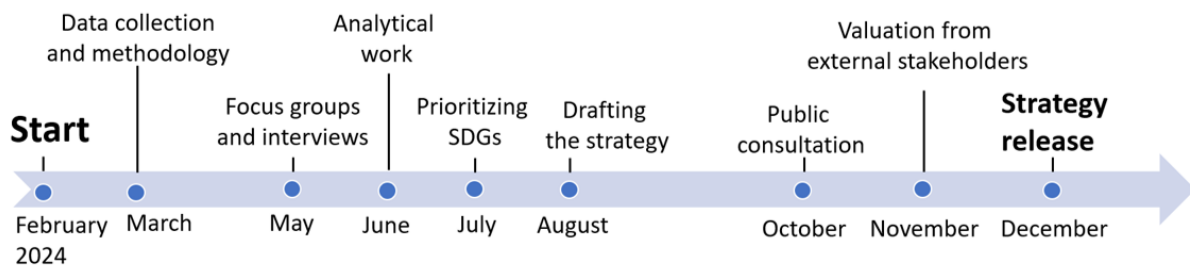 Data collection
and methodology
Analytical
work
Valuation from
external stakeholders
Start
Focus groups
and interviews
Prioritizing
SDGs
Drafting
the strategy
Public
consultation
Strategy
release
February
2024
March
May
June
July
August
October
November
December